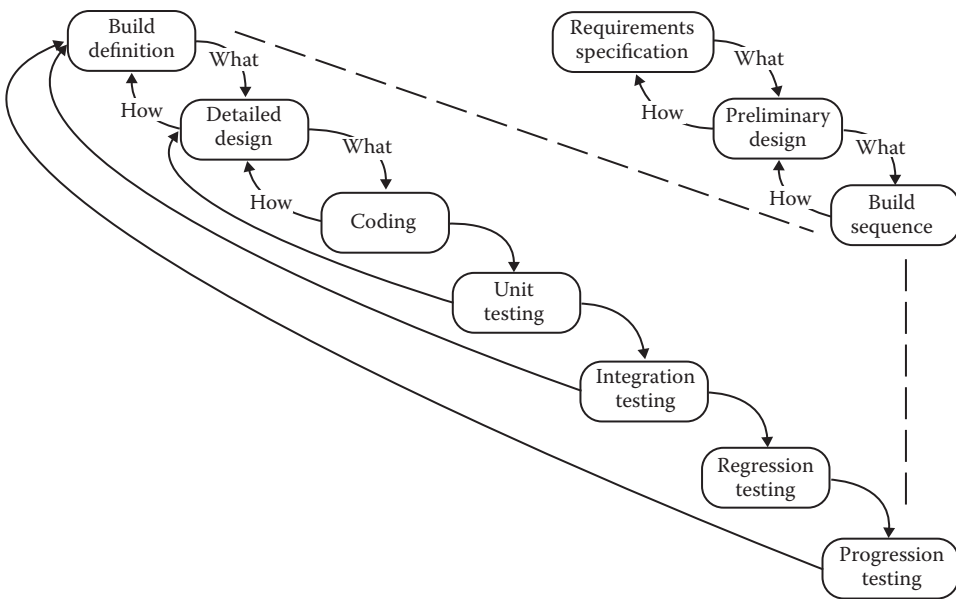 Build
definition
What
How
Detailed
design
What
How
Coding
Unit
testing
Integration
testing
Regression
testing
Progression
testing
Requirements
specification
What
How
Preliminary
design
What
How
Build
sequence